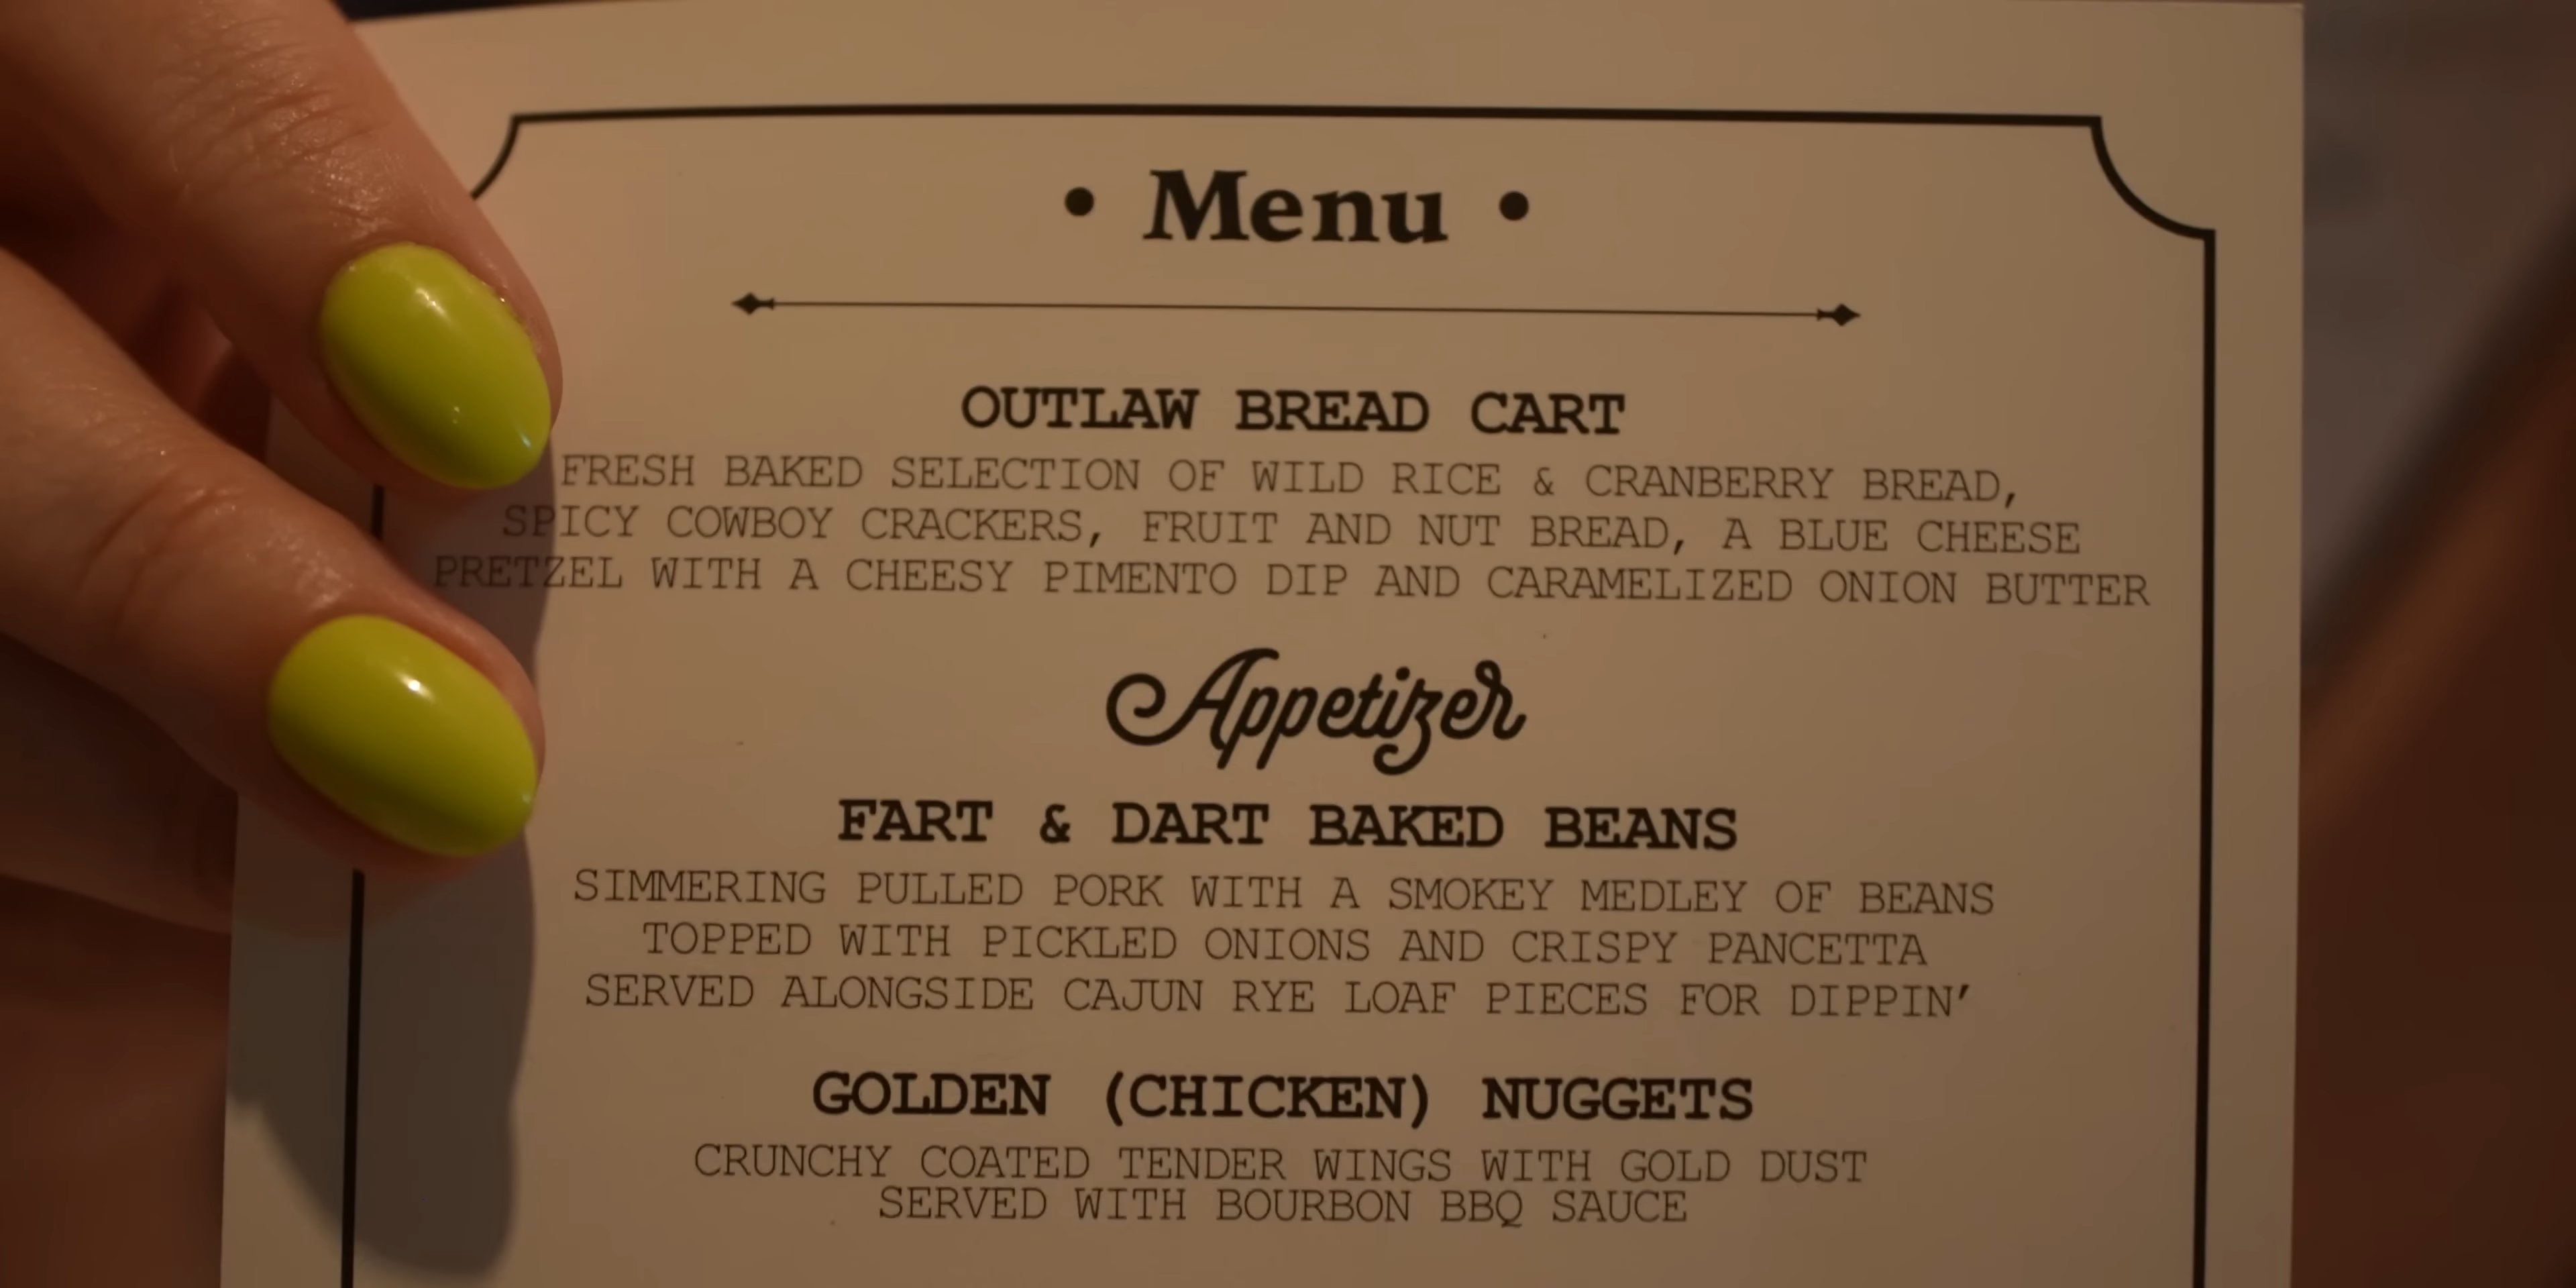 • Menu •
OUTLAW BREAD CART
FRESH BAKED SELECTION OF WILD RICE & CRANBERRY BREAD,
SPICY COWBOY CRACKERS, FRUIT AND NUT BREAD, A BLUE CHEESE
PRETZEL WITH A CHEESY PIMENTO DIP AND CARAMELIZED ONION BUTTER
Appetizer
FART & DART BAKED BEANS
SIMMERING PULLED PORK WITH A SMOKEY MEDLEY OF BEANS
TOPPED WITH PICKLED ONIONS AND CRISPY PANCETTA
SERVED ALONGSIDE CAJUN RYE LOAF PIECES FOR DIPPIN’
GOLDEN (CHICKEN) NUGGETS
CRUNCHY COATED TENDER WINGS WITH GOLD DUST
SERVED WITH BOURBON BBQ SAUCE